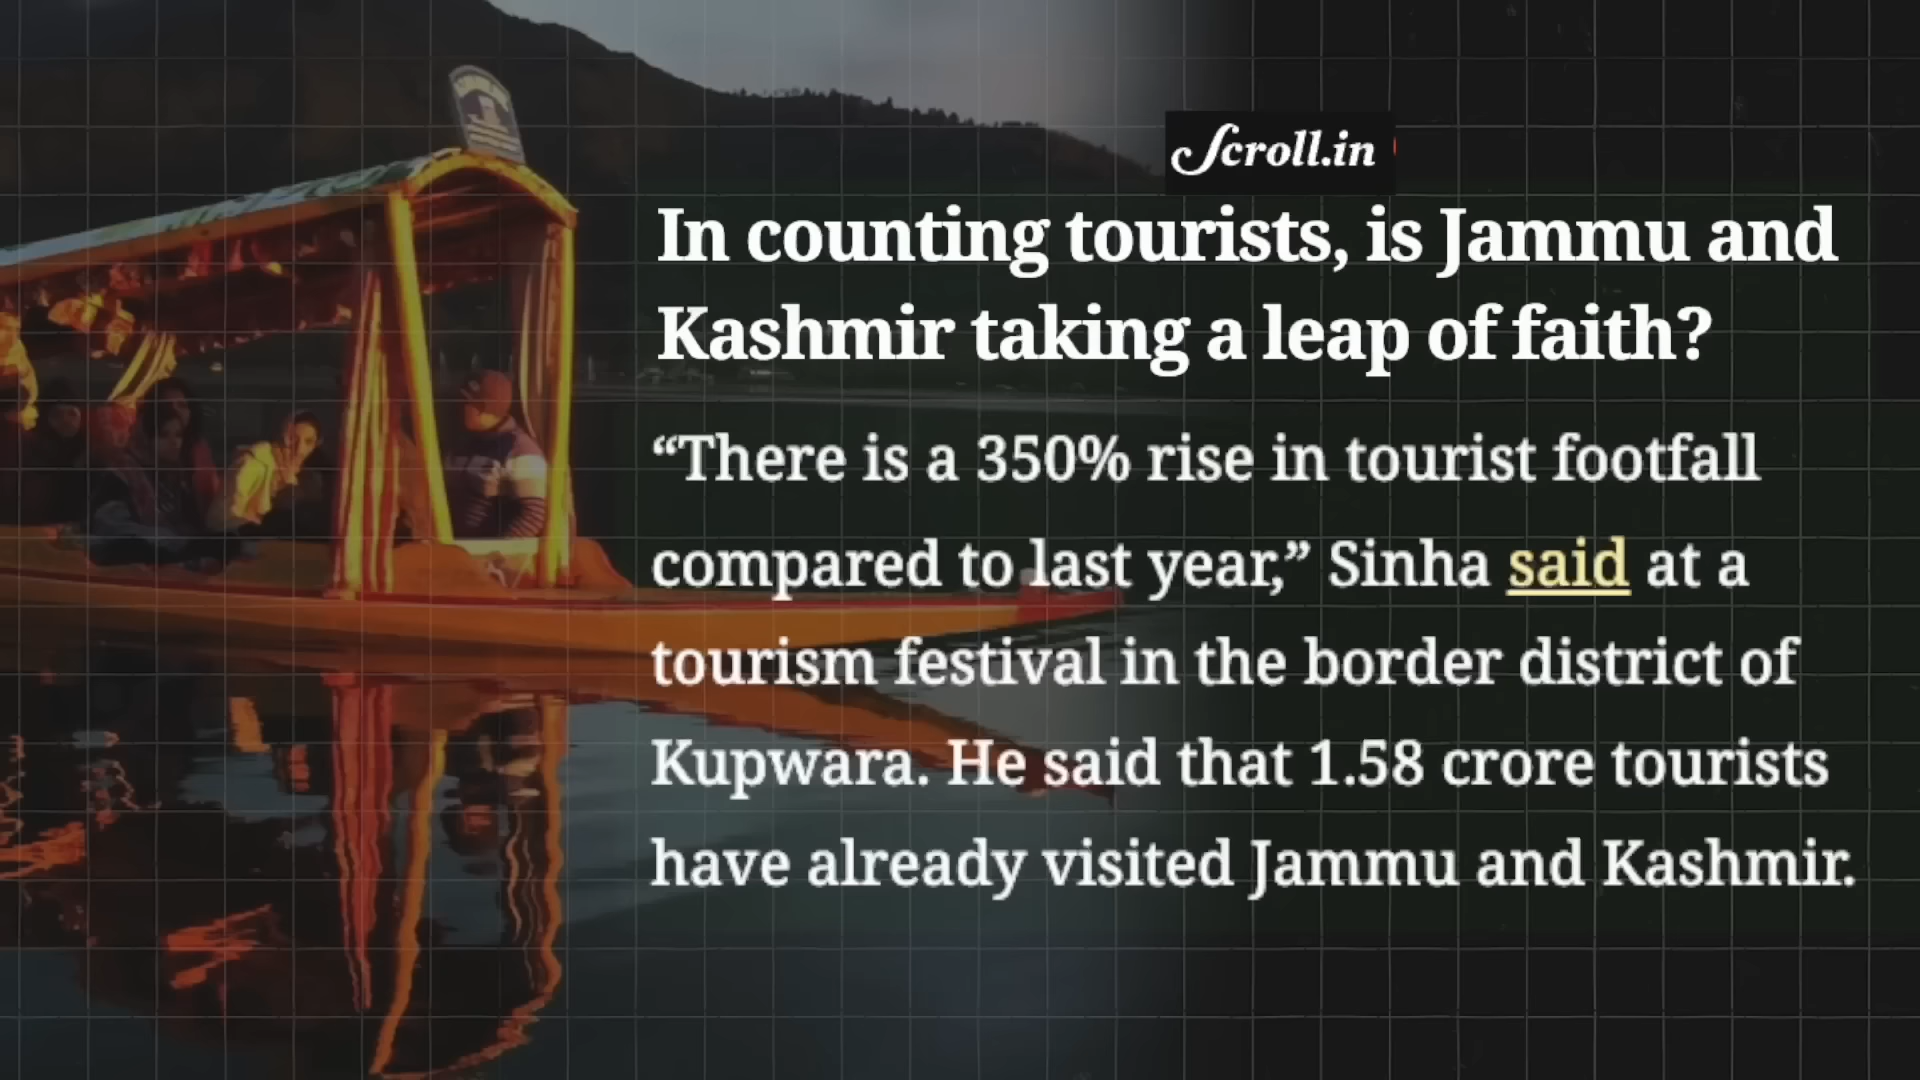 Scroll.in
In counting tourists, is Jammu and
Kashmir taking a leap of faith?
“There is a 350% rise in tourist footfall
compared to last year,” Sinha said at a
tourism festival in the border district of
Kupwara. He said that 1.58 crore tourists
have already visited Jammu and Kashmir.